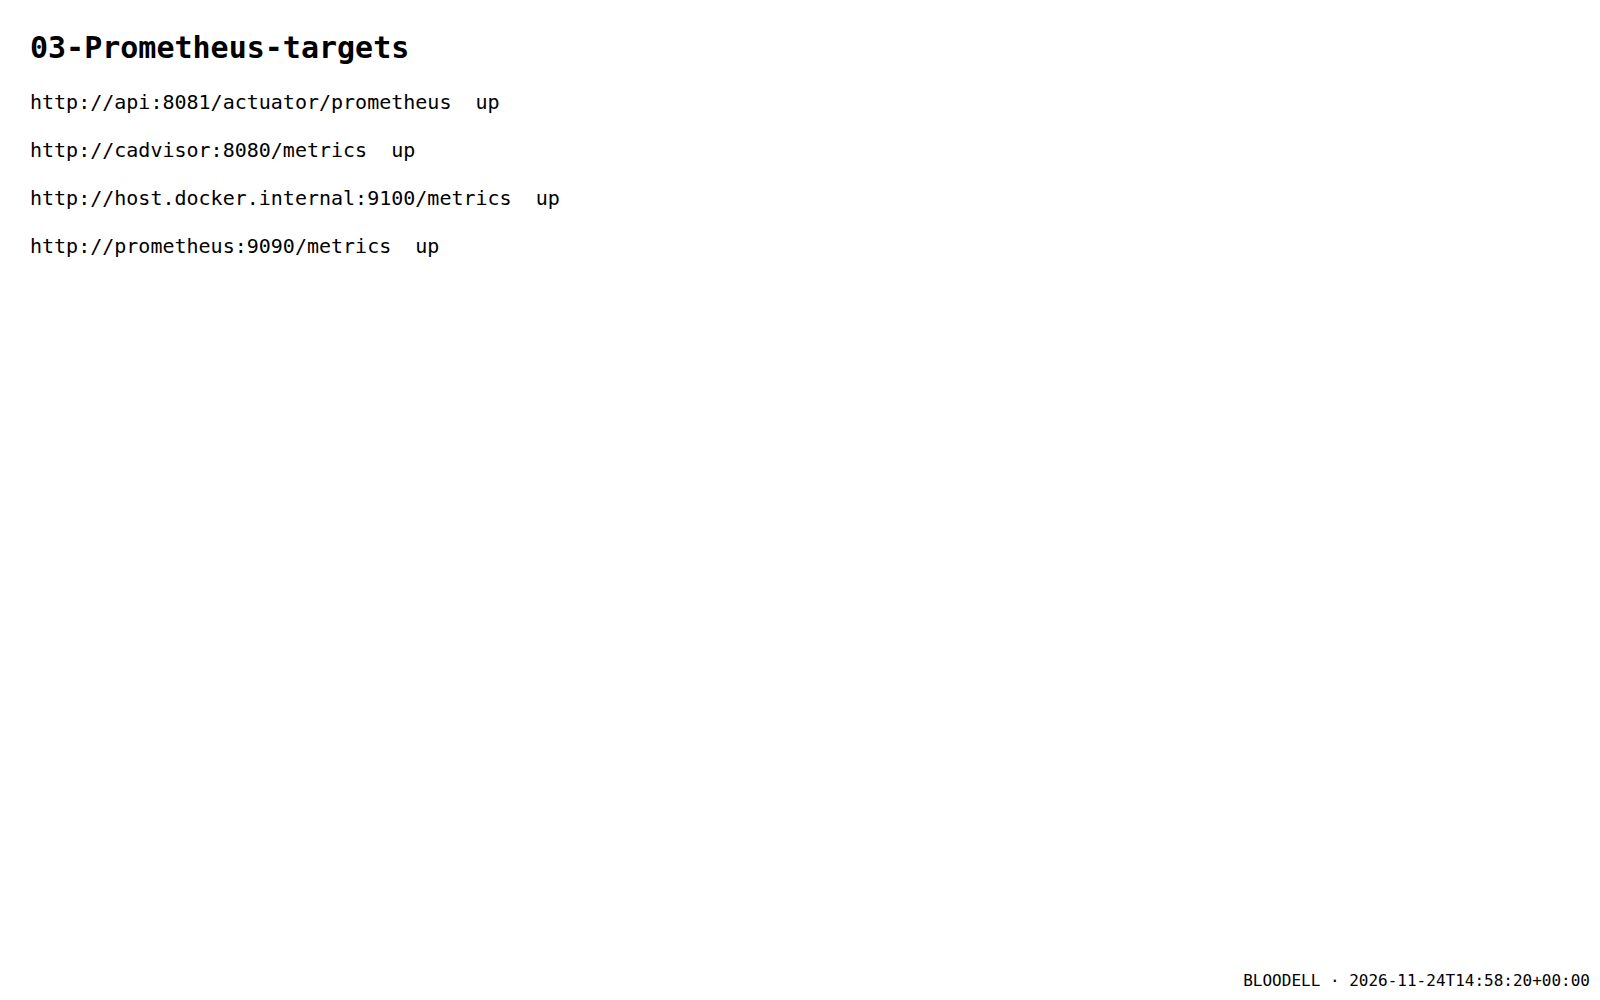 03-Prometheus-targets
http://api:8081/actuator/prometheus  up
http://cadvisor:8080/metrics  up
http://host.docker.internal:9100/metrics  up
http://prometheus:9090/metrics  up
BLOODELL · 2026-11-24T14:58:20+00:00